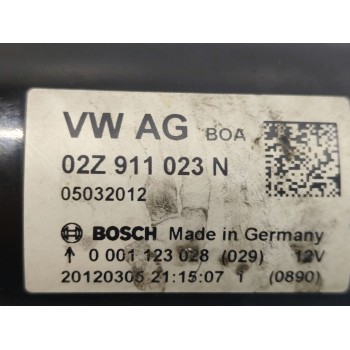 VW AG BOA
02Z 911 023 N
05032012
BOSCH Made in Germany
↑ 0 001 123 028 (029) 12V
20120305 21:15:07 1 (0890)